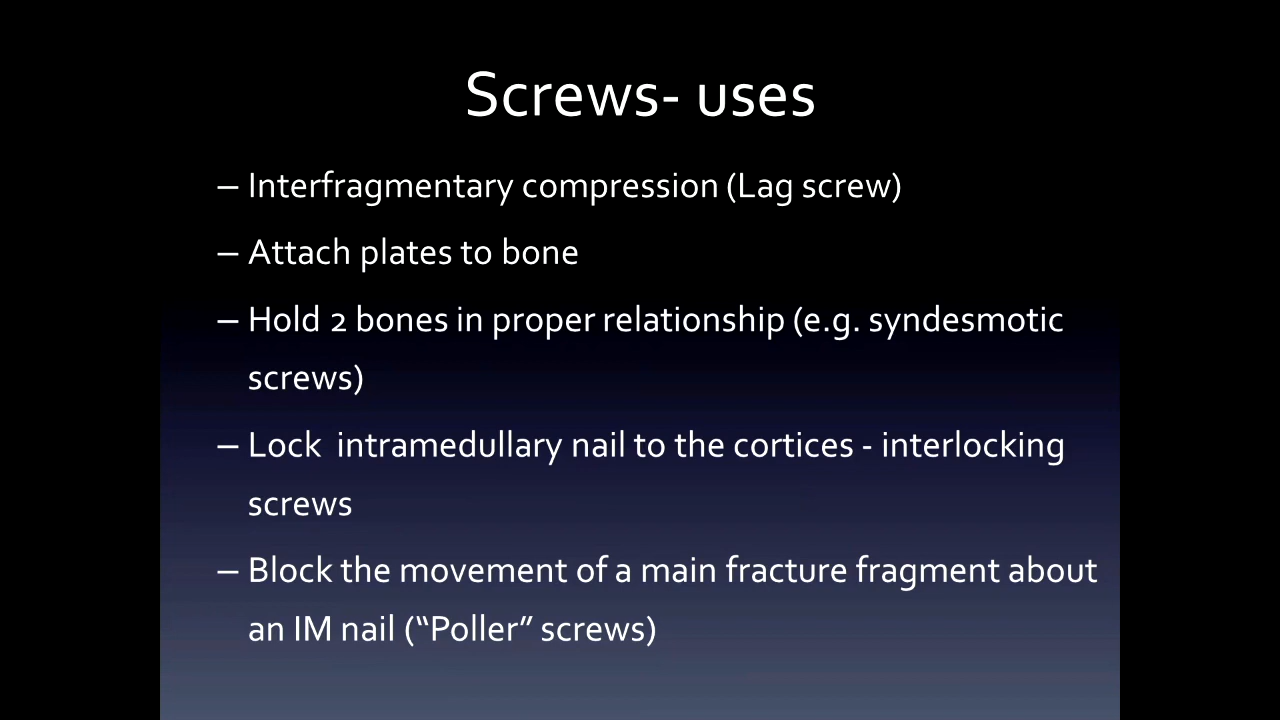 Screws- uses
– Interfragmentary compression (Lag screw)
– Attach plates to bone
– Hold 2 bones in proper relationship (e.g. syndesmotic
screws)
– Lock  intramedullary nail to the cortices - interlocking
screws
– Block the movement of a main fracture fragment about
an IM nail (“Poller” screws)